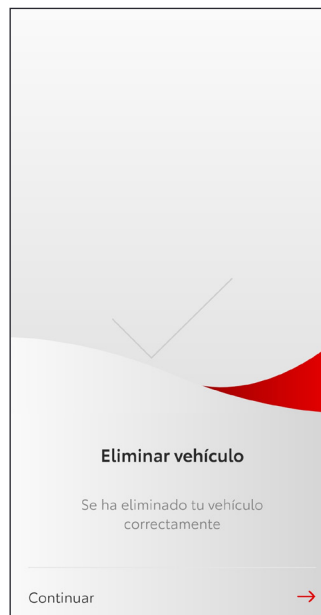 Eliminar vehículo
Se ha eliminado tu vehículo
correctamente
Continuar